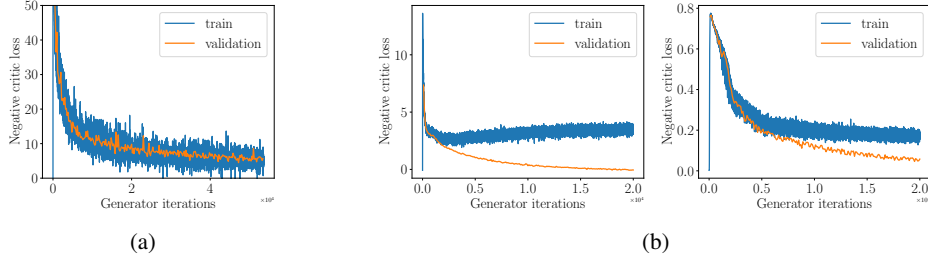 50
40
30
20
10
0
Negative critic loss
train
validation
0
2
4
Generator iterations
×10⁴
(a)
10
5
0
Negative critic loss
train
validation
0.0
0.5
1.0
1.5
2.0
Generator iterations
×10⁴
0.8
0.6
0.4
0.2
0.0
Negative critic loss
train
validation
0.0
0.5
1.0
1.5
2.0
Generator iterations
×10⁴
(b)